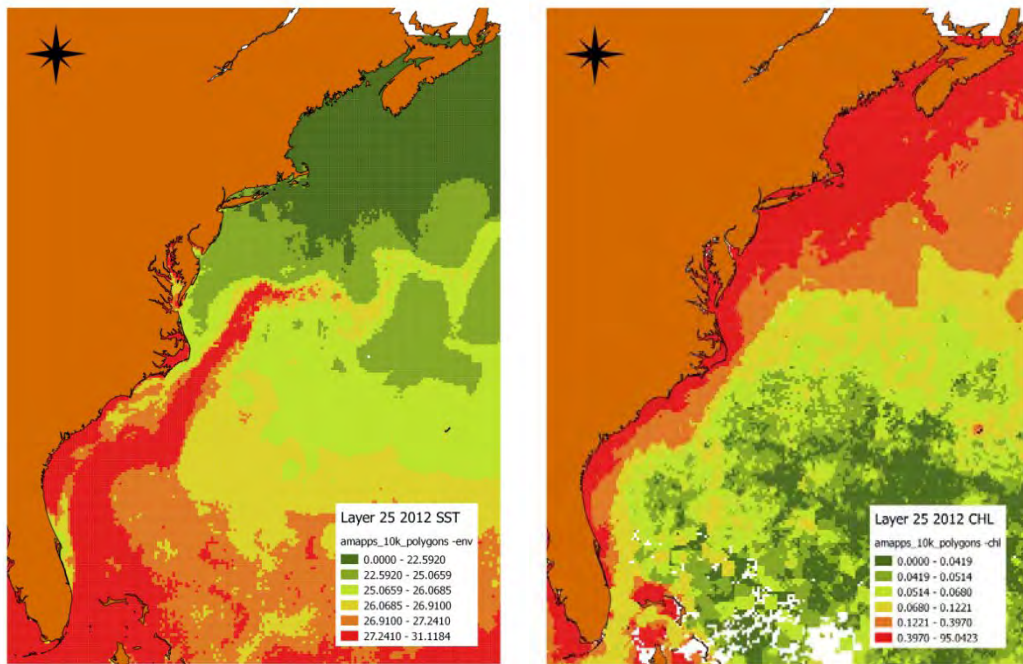 Layer 25 2012 SST
amapps_10k_polygons -env
0.0000 - 22.5920
22.5920 - 25.0659
25.0659 - 26.0685
26.0685 - 26.9100
26.9100 - 27.2410
27.2410 - 31.1184
Layer 25 2012 CHL
amapps_10k_polygons -chl
0.0000 - 0.0419
0.0419 - 0.0514
0.0514 - 0.0680
0.0680 - 0.1221
0.1221 - 0.3970
0.3970 - 95.0423